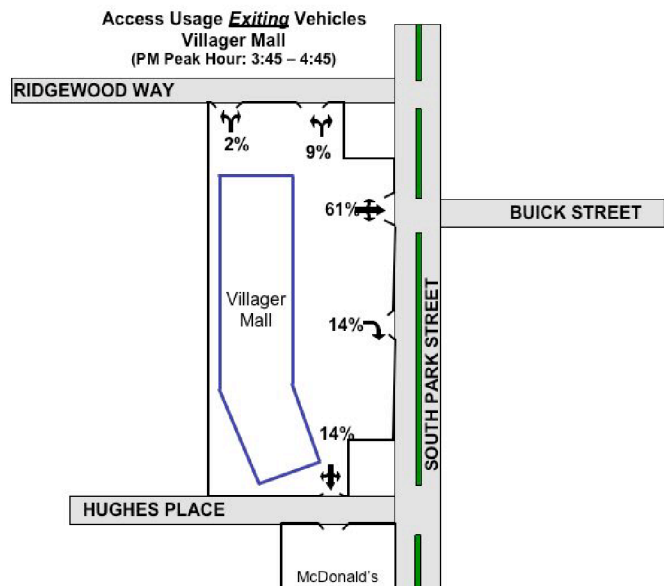 Access Usage Exiting Vehicles
Villager Mall
(PM Peak Hour: 3:45 – 4:45)
RIDGEWOOD WAY
2%
9%
61%
BUICK STREET
Villager
Mall
14%
SOUTH PARK STREET
14%
HUGHES PLACE
McDonald's